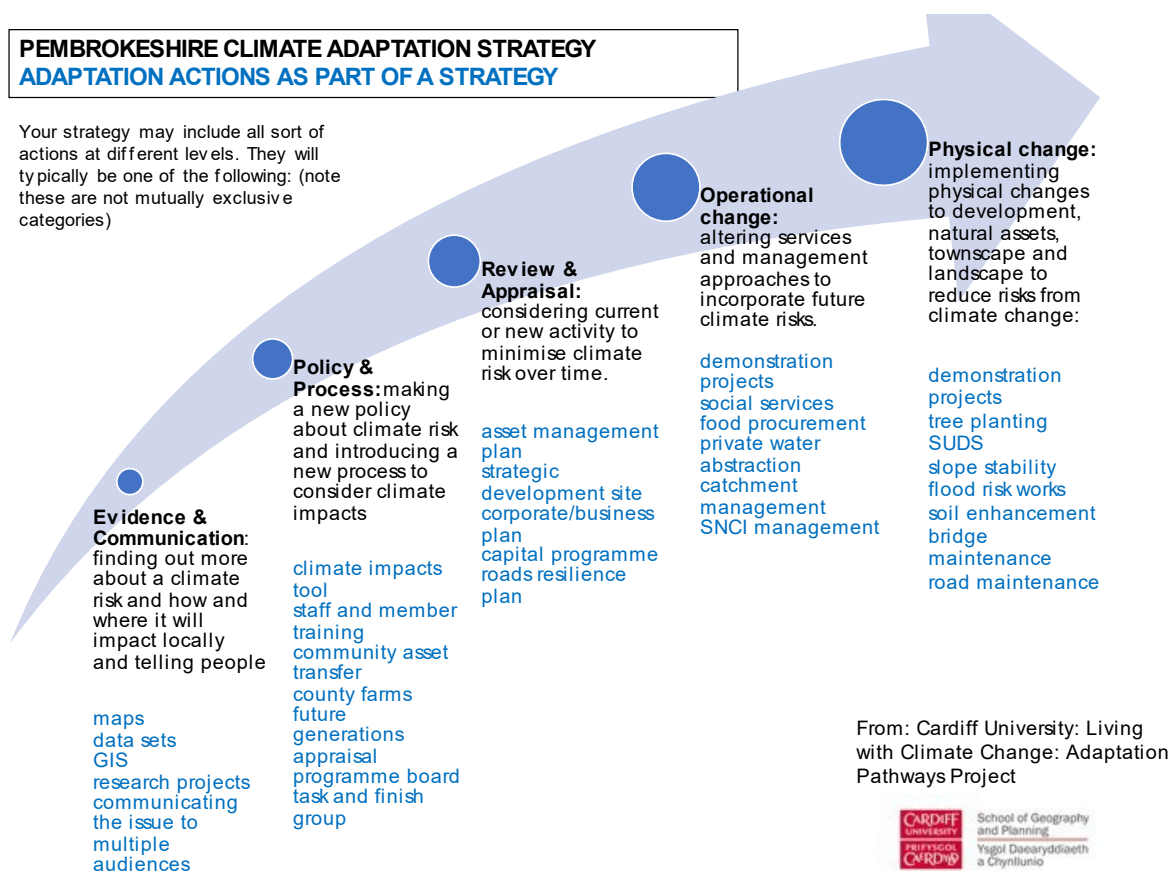 PEMBROKESHIRE CLIMATE ADAPTATION STRATEGY
ADAPTATION ACTIONS AS PART OF A STRATEGY
Your strategy may include all sort of
actions at different levels. They will
typically be one of the following: (note
these are not mutually exclusive
categories)
Evidence &
Communication:
finding out more
about a climate
risk and how and
where it will
impact locally
and telling people
maps
data sets
GIS
research projects
communicating
the issue to
multiple
audiences
Policy &
Process: making
a new policy
about climate risk
and introducing a
new process to
consider climate
impacts
climate impacts
tool
staff and member
training
community asset
transfer
county farms
future
generations
appraisal
programme board
task and finish
group
Review &
Appraisal:
considering current
or new activity to
minimise climate
risk over time.
asset management
plan
strategic
development site
corporate/business
plan
capital programme
roads resilience
plan
Operational
change:
altering services
and management
approaches to
incorporate future
climate risks.
demonstration
projects
social services
food procurement
private water
abstraction
catchment
management
SNCI management
Physical change:
implementing
physical changes
to development,
natural assets,
townscape and
landscape to
reduce risks from
climate change:
demonstration
projects
tree planting
SUDS
slope stability
flood risk works
soil enhancement
bridge
maintenance
road maintenance
From: Cardiff University: Living
with Climate Change: Adaptation
Pathways Project
CARDIFF
UNIVERSITY
PRIFYSGOL
CAERDYDD
School of Geography
and Planning
Ysgol Daearyddiaeth
a Chynllunio